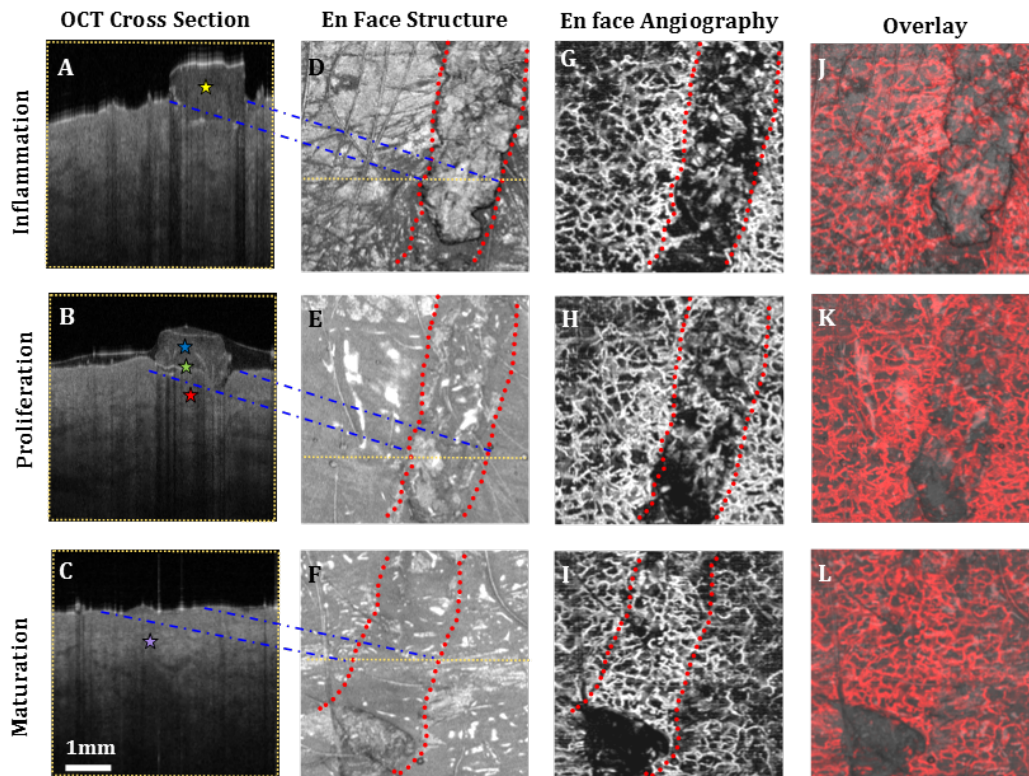 OCT Cross Section
En Face Structure
En face Angiography
Overlay
Inflammation
A
D
G
J
Proliferation
B
E
H
K
Maturation
C
F
I
L
1mm